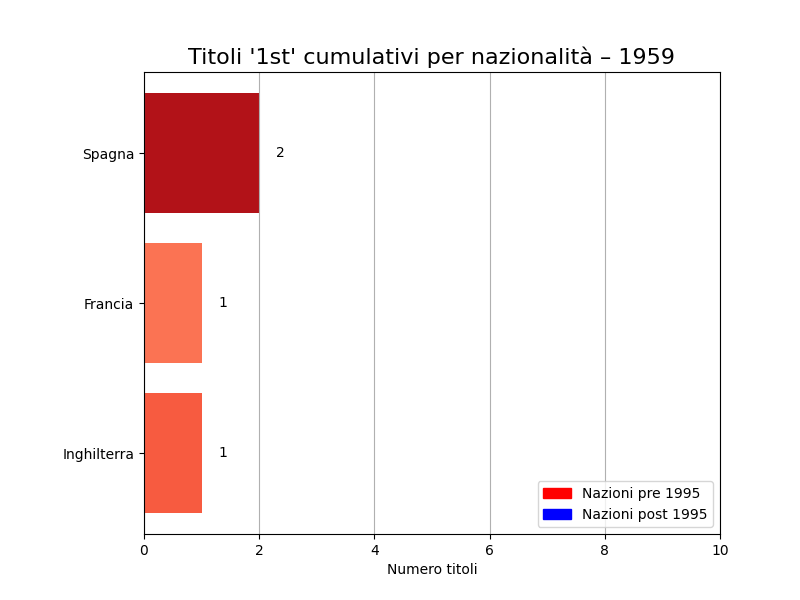 Titoli '1st' cumulativi per nazionalità – 1959
Spagna
2
Francia
1
Inghilterra
1
Nazioni pre 1995
Nazioni post 1995
0 2 4 6 8 10
Numero titoli